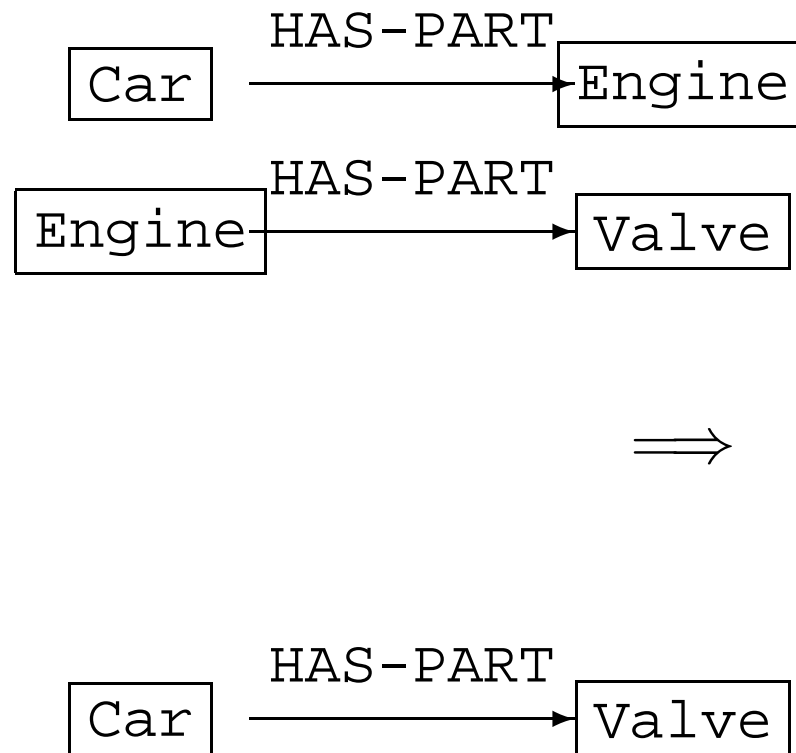 HAS-PART
Car Engine
HAS-PART
Engine Valve
⟹
HAS-PART
Car Valve